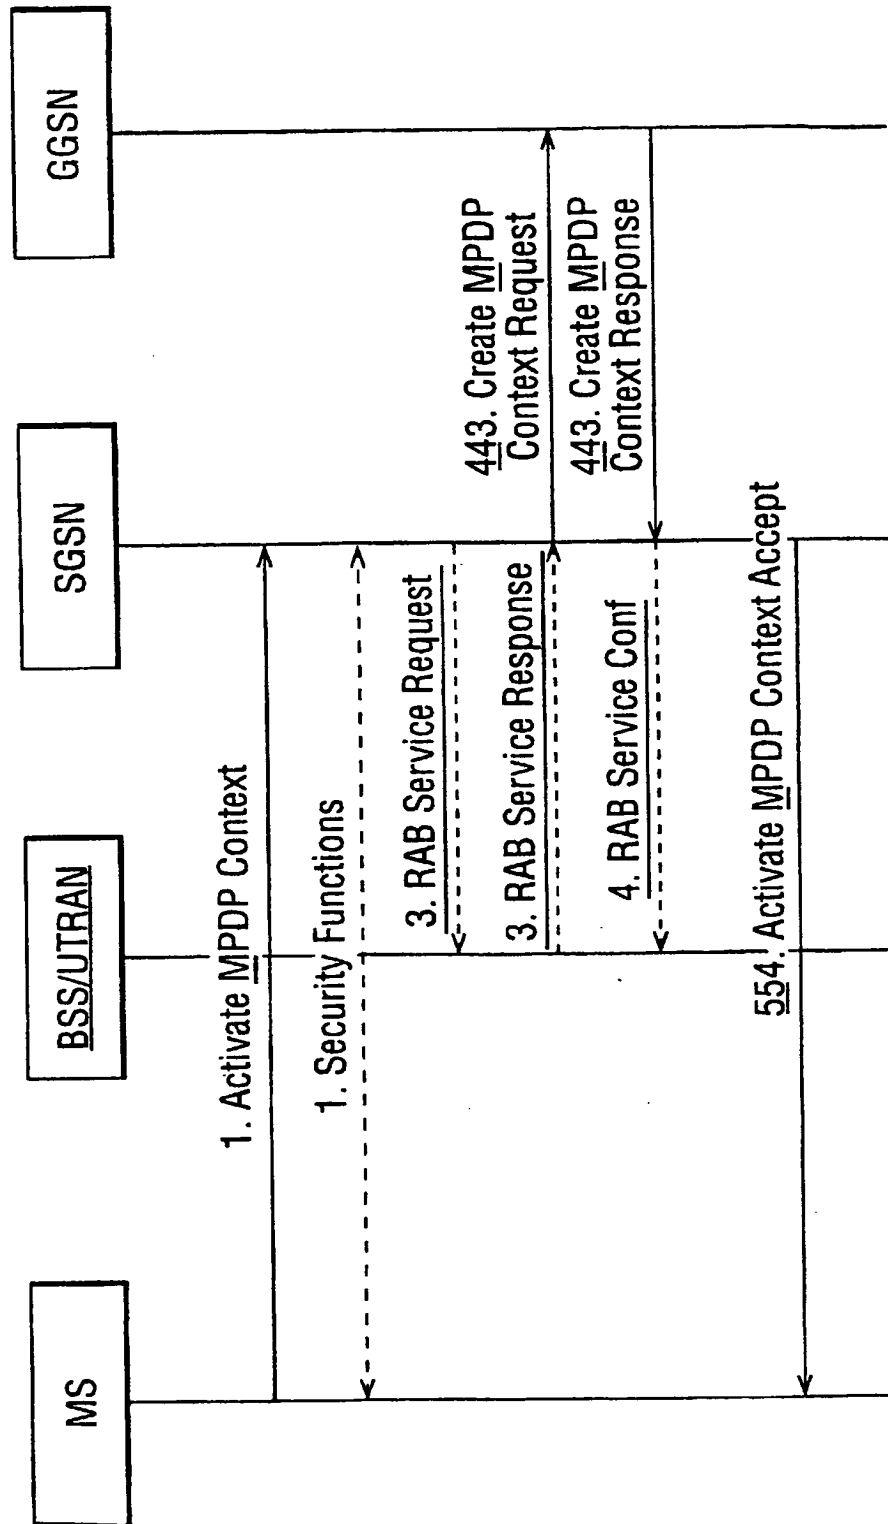 MS
BSS/UTRAN
SGSN
GGSN
1. Activate MPDP Context
1. Security Functions
3. RAB Service Request
3. RAB Service Response
443. Create MPDP
Context Request
443. Create MPDP
Context Response
4. RAB Service Conf
554. Activate MPDP Context Accept